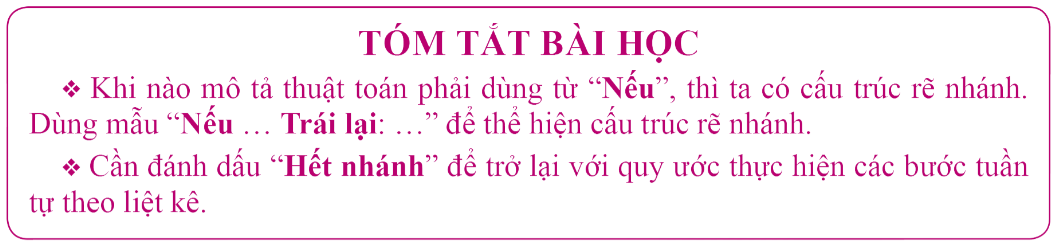 TÓM TẮT BÀI HỌC
❖ Khi nào mô tả thuật toán phải dùng từ “Nếu”, thì ta có cấu trúc rẽ nhánh.
Dùng mẫu “Nếu … Trái lại: …” để thể hiện cấu trúc rẽ nhánh.
❖ Cần đánh dấu “Hết nhánh” để trở lại với quy ước thực hiện các bước tuần
tự theo liệt kê.